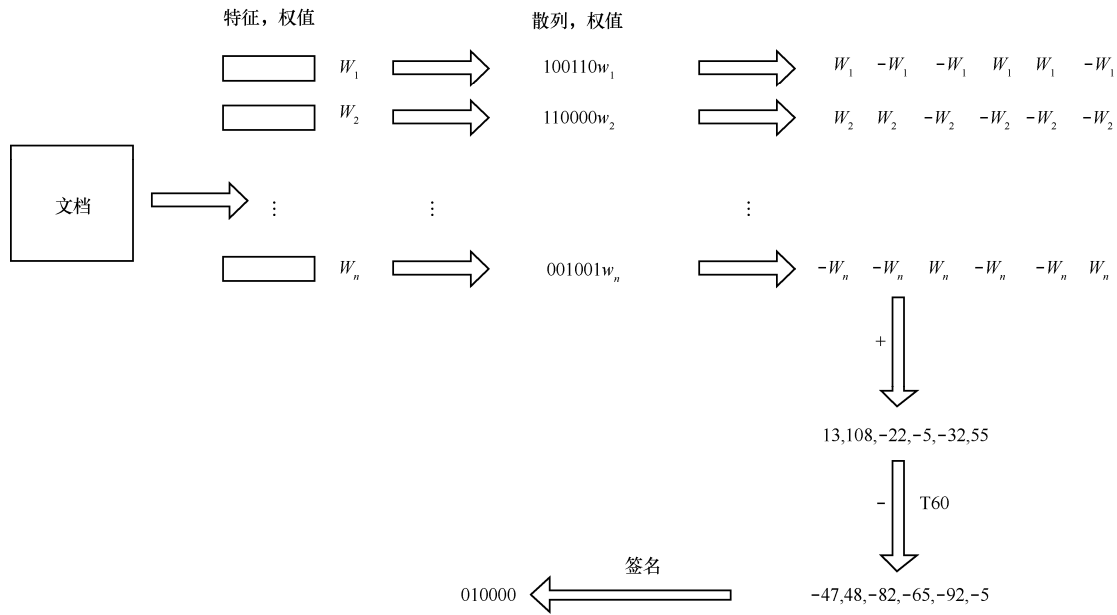 特征，权值 散列，权值
W₁ 100110w₁ W₁ −W₁ −W₁ W₁ W₁ −W₁
W₂ 110000w₂ W₂ W₂ −W₂ −W₂ −W₂ −W₂
文档
⋮ ⋮ ⋮
Wₙ 001001wₙ −Wₙ −Wₙ Wₙ −Wₙ −Wₙ Wₙ
+
13,108,−22,−5,−32,55
− T60
签名
010000 −47,48,−82,−65,−92,−5